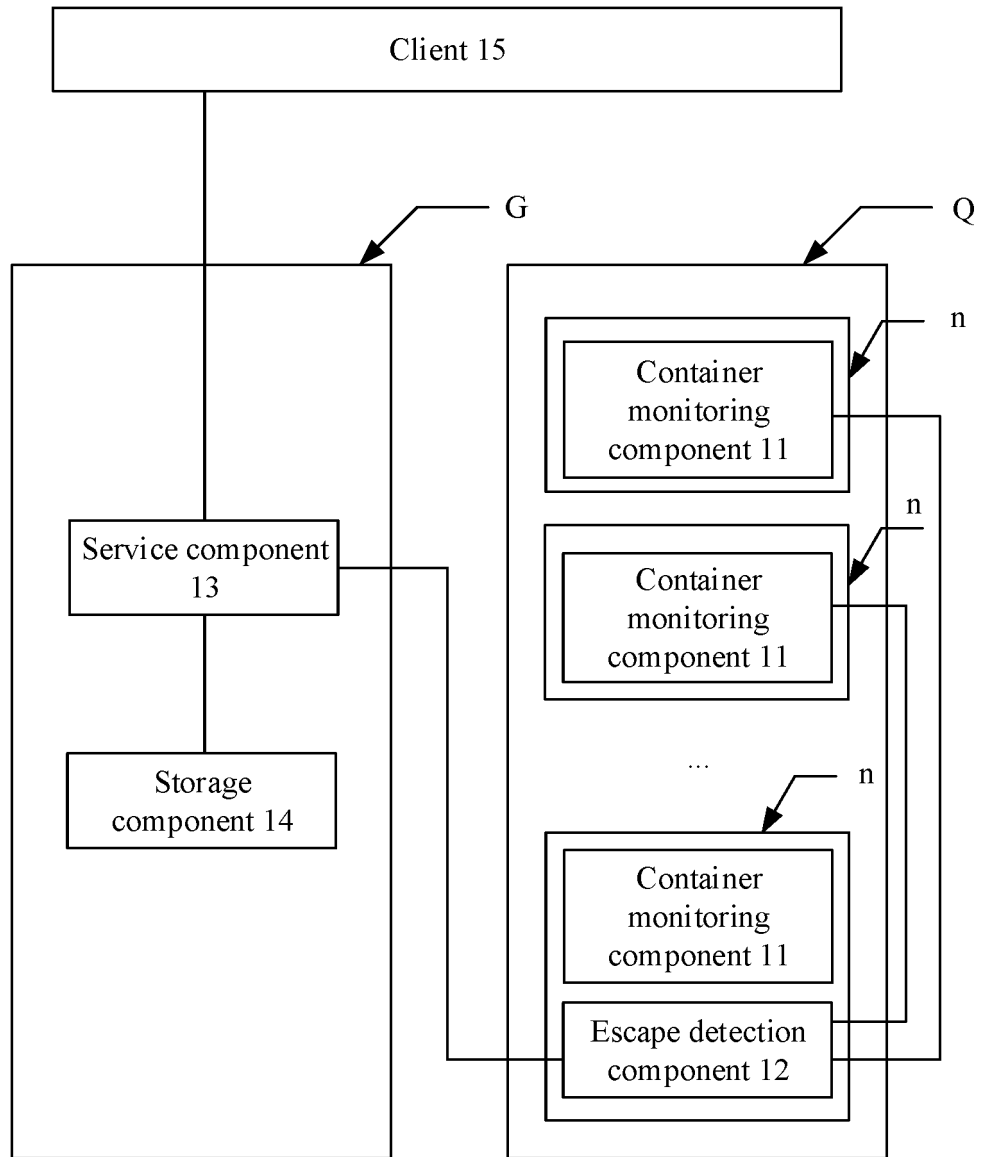 Client 15
G
Q
n
Container
monitoring
component 11
n
Service component
13
Container
monitoring
component 11
...
n
Storage
component 14
Container
monitoring
component 11
Escape detection
component 12